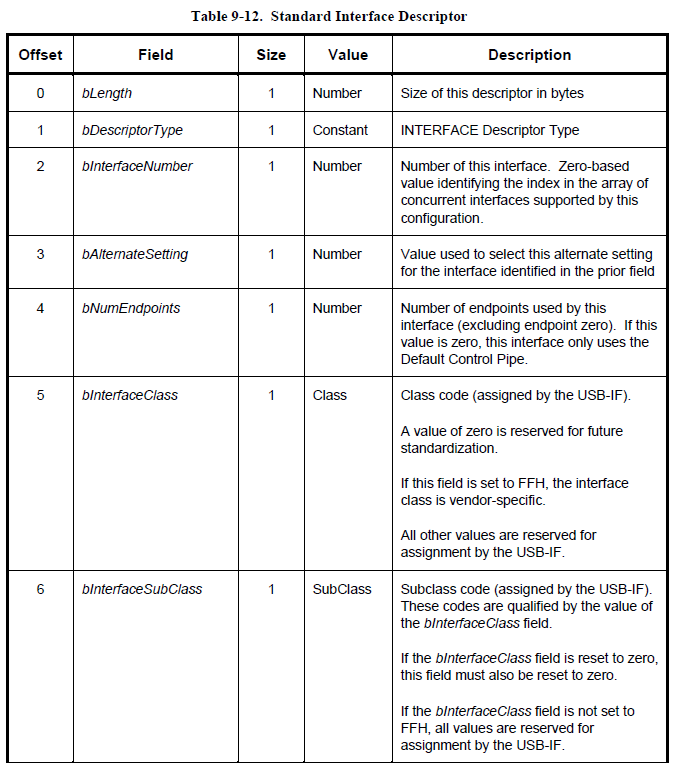 Table 9-12. Standard Interface Descriptor
Offset Field Size Value Description
0 bLength 1 Number Size of this descriptor in bytes
1 bDescriptorType 1 Constant INTERFACE Descriptor Type
2 bInterfaceNumber 1 Number Number of this interface. Zero-based
value identifying the index in the array of
concurrent interfaces supported by this
configuration.
3 bAlternateSetting 1 Number Value used to select this alternate setting
for the interface identified in the prior field
4 bNumEndpoints 1 Number Number of endpoints used by this
interface (excluding endpoint zero). If this
value is zero, this interface only uses the
Default Control Pipe.
5 bInterfaceClass 1 Class Class code (assigned by the USB-IF).
A value of zero is reserved for future
standardization.
If this field is set to FFH, the interface
class is vendor-specific.
All other values are reserved for
assignment by the USB-IF.
6 bInterfaceSubClass 1 SubClass Subclass code (assigned by the USB-IF).
These codes are qualified by the value of
the bInterfaceClass field.
If the bInterfaceClass field is reset to zero,
this field must also be reset to zero.
If the bInterfaceClass field is not set to
FFH, all values are reserved for
assignment by the USB-IF.